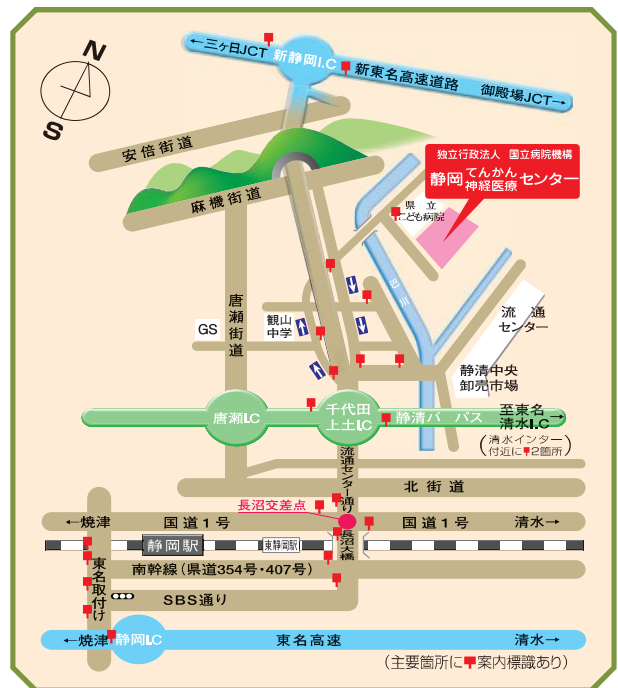 N
S
←三ヶ日JCT
新静岡I.C
新東名高速道路
御殿場JCT→
安倍街道
麻機街道
独立行政法人 国立病院機構
静岡てんかん神経医療センター
県立
こども病院
巴川
唐瀬街道
GS
観山
中学
流通
センター
静清中央
卸売市場
唐瀬I.C
千代田
上土I.C
静清バ パス
至東名
清水I.C
(清水インター
付近に 2箇所)
流通センター通り
北街道
長沼交差点
←焼津
国道1号
国道1号
清水→
静岡駅
東静岡駅
長沼大橋
東名取付け
南幹線(県道354号・407号)
SBS通り
←焼津
静岡I.C
東名高速
清水→
(主要箇所に 案内標識あり)